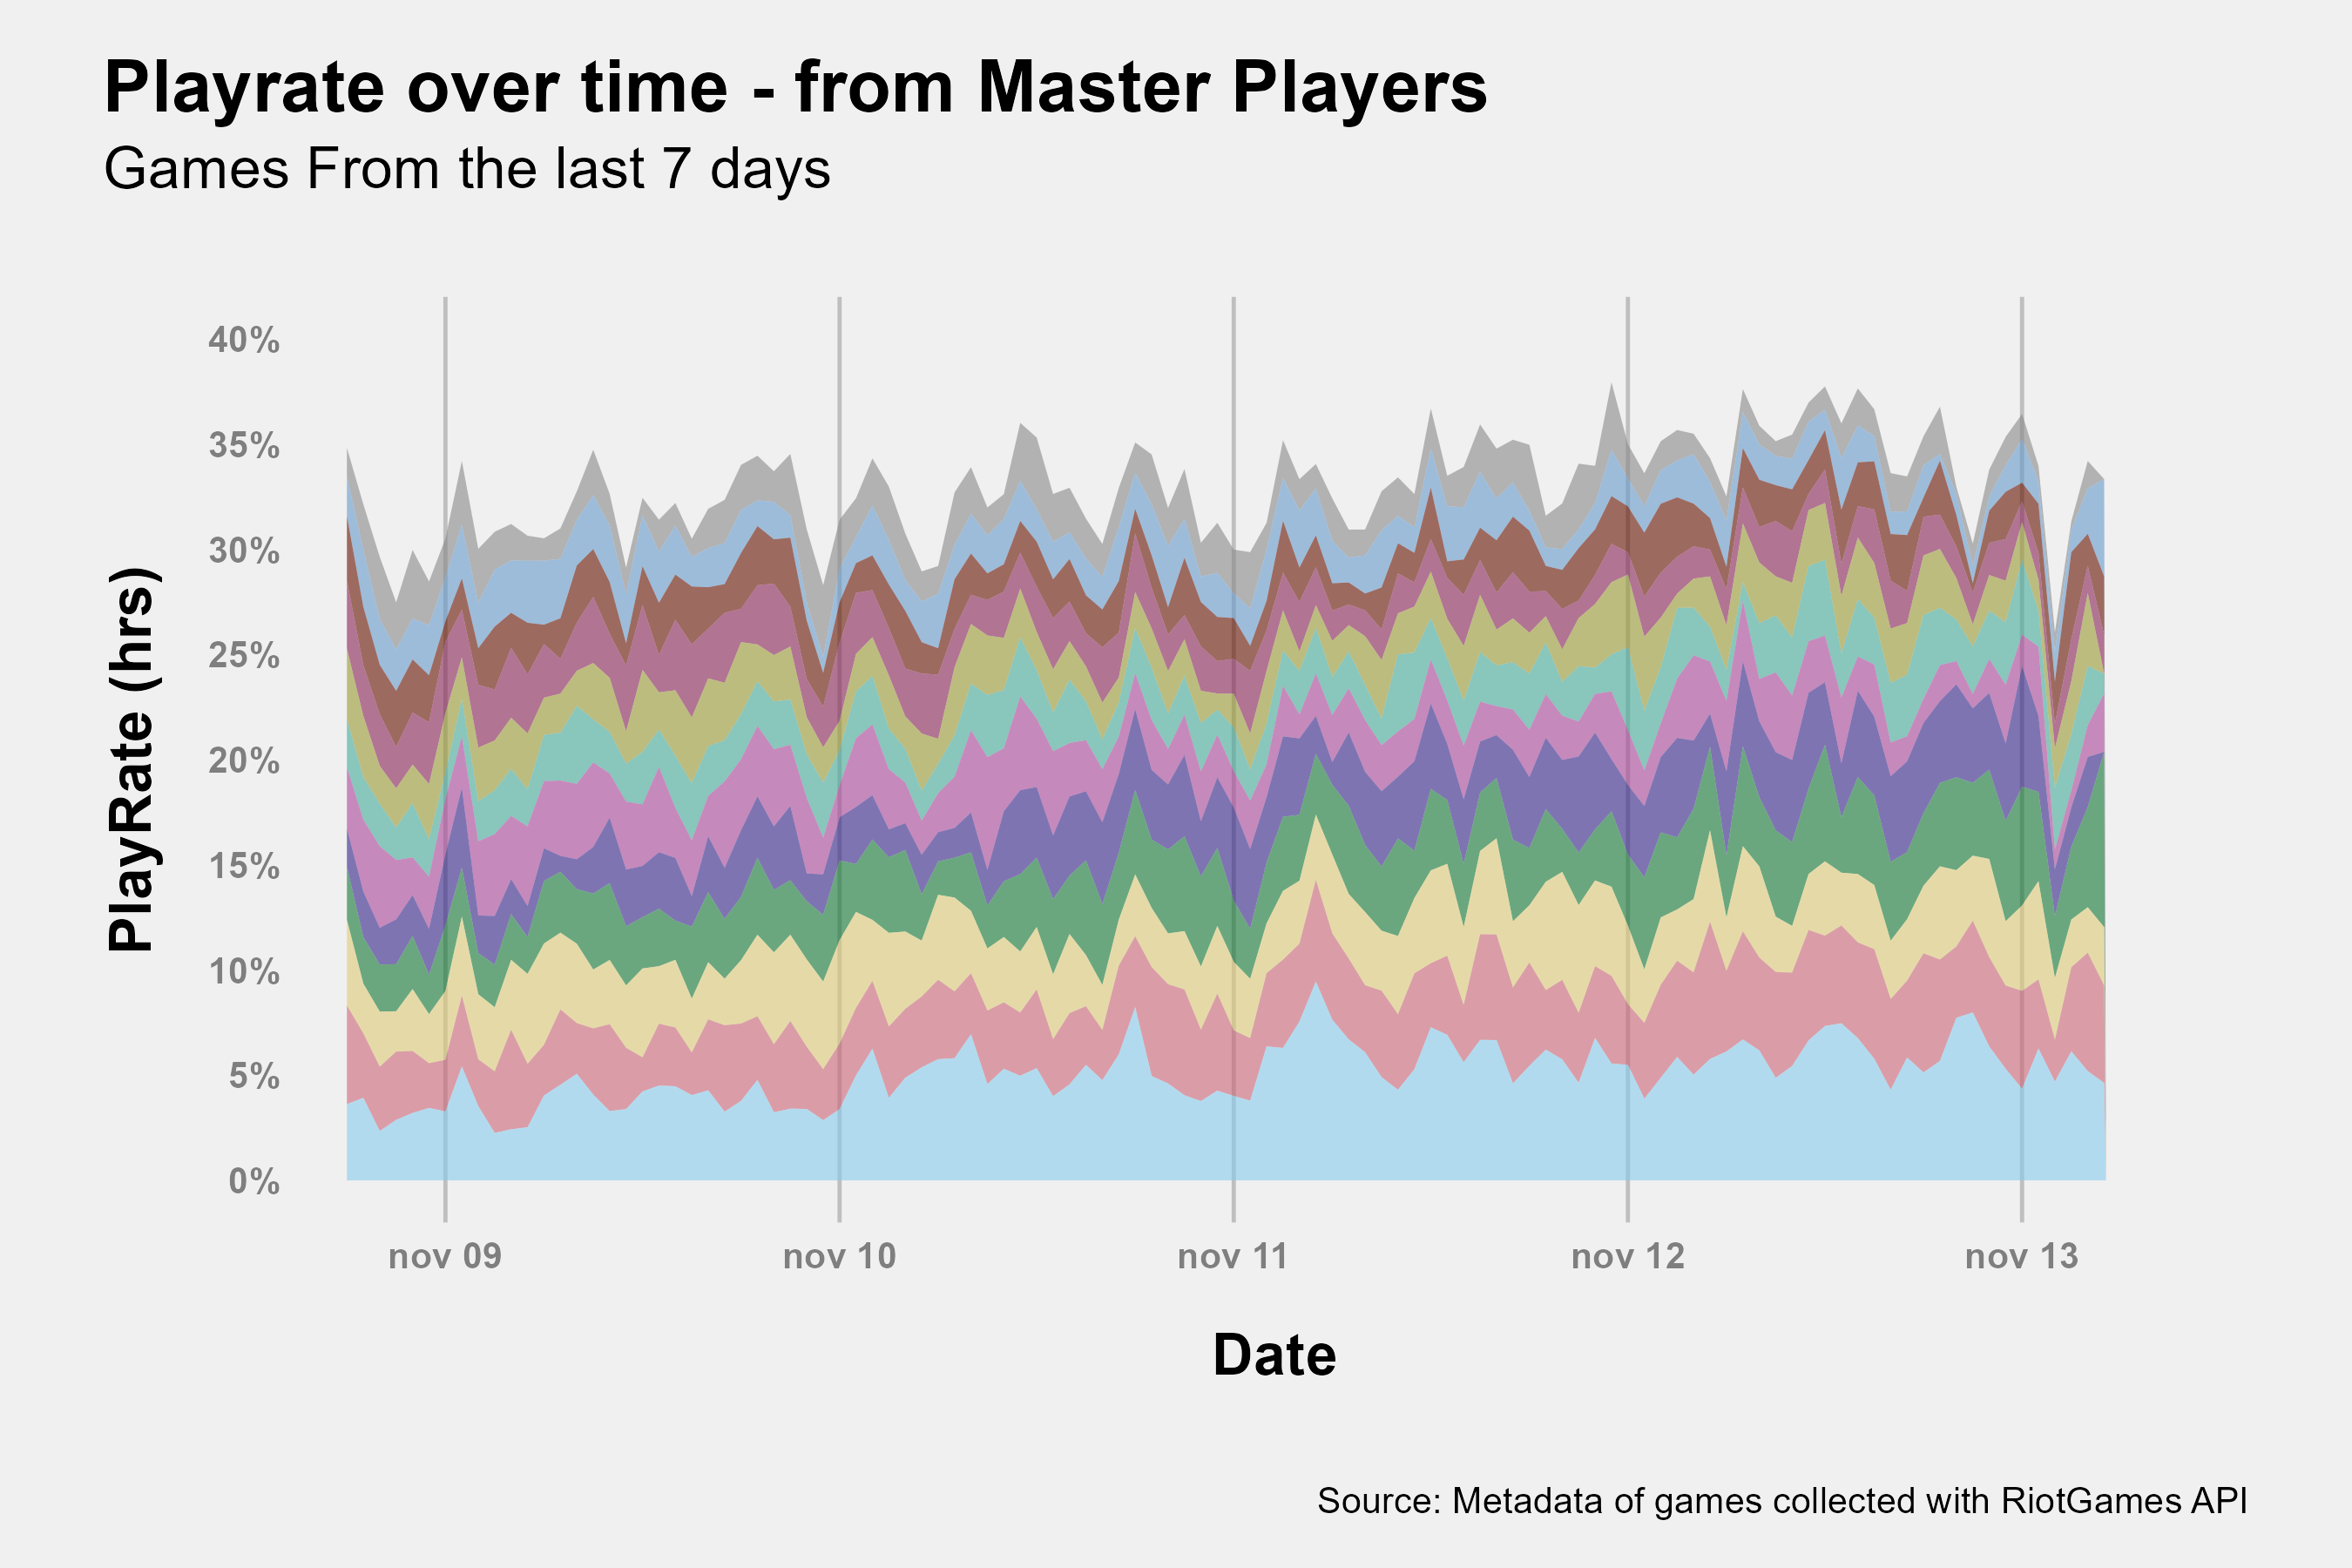 Playrate over time - from Master Players
Games From the last 7 days
PlayRate (hrs)
40%
35%
30%
25%
20%
15%
10%
5%
0%
nov 09
nov 10
nov 11
nov 12
nov 13
Date
Source: Metadata of games collected with RiotGames API